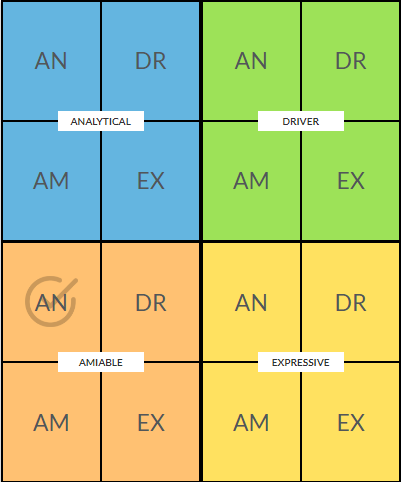 AN DR AN DR
ANALYTICAL DRIVER
AM EX AM EX
AN DR AN DR
AMIABLE EXPRESSIVE
AM EX AM EX